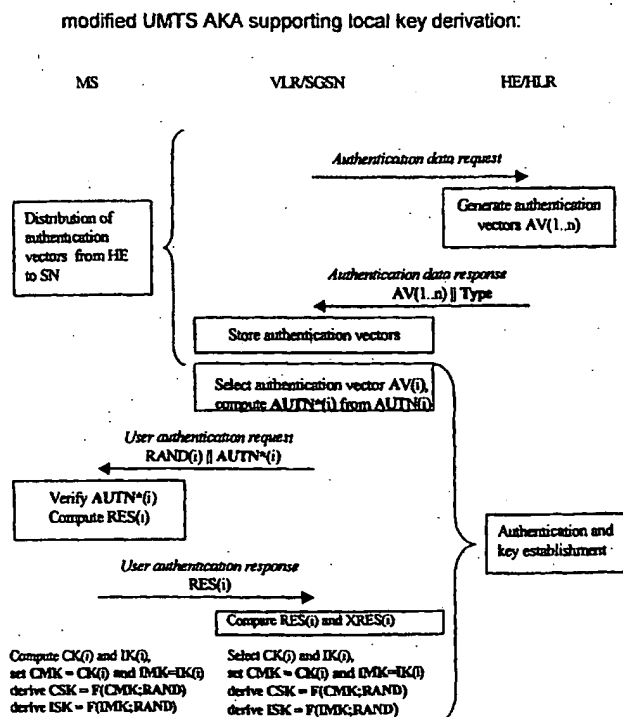 modified UMTS AKA supporting local key derivation:
MS
VLR/SGSN
HE/HLR
Authentication data request
Generate authentication
vectors AV(1..n)
Distribution of
authentication
vectors from HE
to SN
Authentication data response
AV(1..n) || Type
Store authentication vectors
Select authentication vector AV(i),
compute AUTN*(i) from AUTN(i)
User authentication request
RAND(i) || AUTN*(i)
Verify AUTN*(i)
Compute RES(i)
Authentication and
key establishment
User authentication response
RES(i)
Compare RES(i) and XRES(i)
Compute CK(i) and IK(i),
set CMK = CK(i) and IMK=IK(i)
derive CSK = F(CMK;RAND)
derive ISK = F(IMK;RAND)
Select CK(i) and IK(i),
set CMK = CK(i) and IMK=IK(i)
derive CSK = F(CMK;RAND)
derive ISK = F(IMK;RAND)